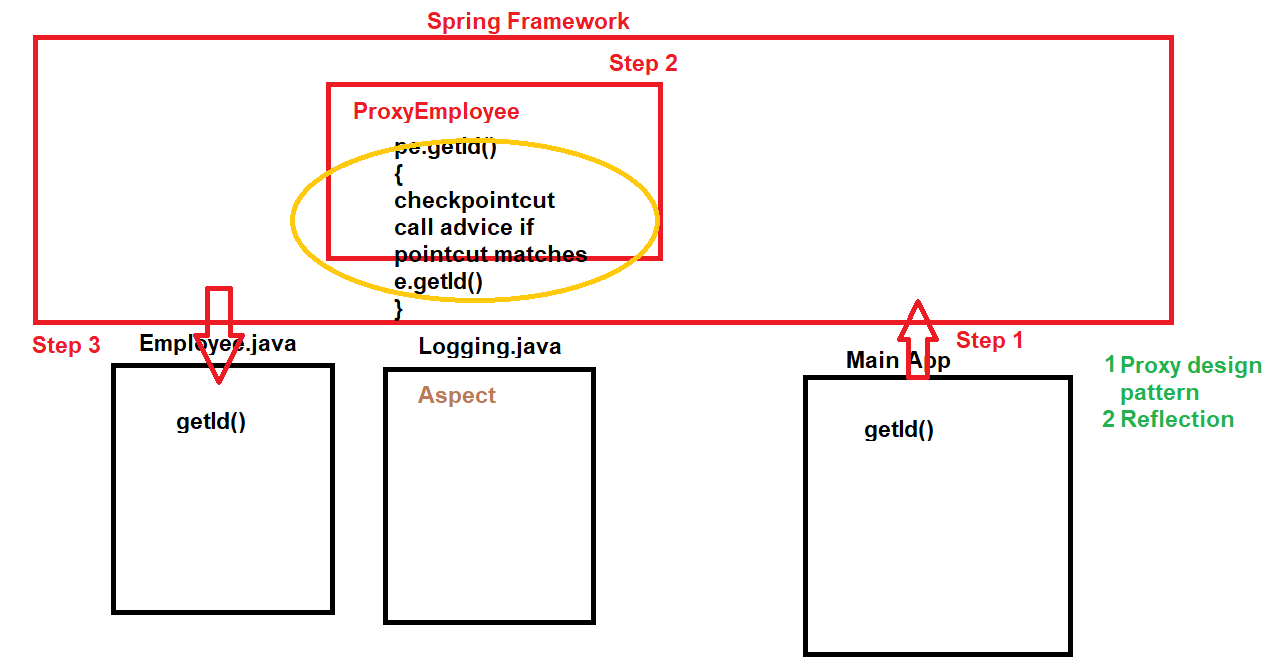 Spring Framework
Step 2
ProxyEmployee
pe.getId()
{
checkpointcut
call advice if
pointcut matches
e.getId()
}
Step 3
Employee.java
Logging.java
Main App
Step 1
Aspect
getId()
getId()
1 Proxy design
pattern
2 Reflection